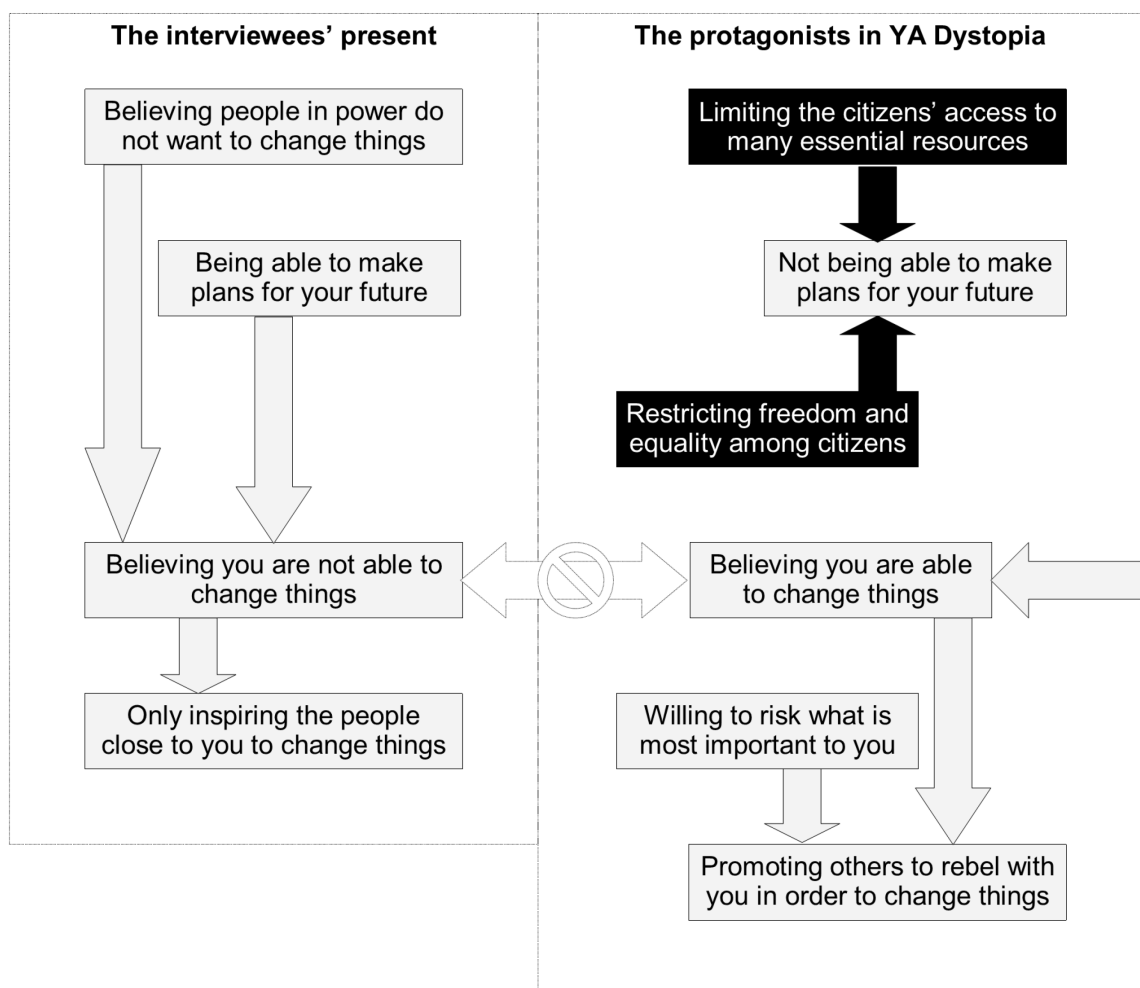 The interviewees’ present
Believing people in power do
not want to change things
Being able to make
plans for your future
Believing you are not able to
change things
Only inspiring the people
close to you to change things
The protagonists in YA Dystopia
Limiting the citizens’ access to
many essential resources
Not being able to make
plans for your future
Restricting freedom and
equality among citizens
Believing you are able
to change things
Willing to risk what is
most important to you
Promoting others to rebel with
you in order to change things